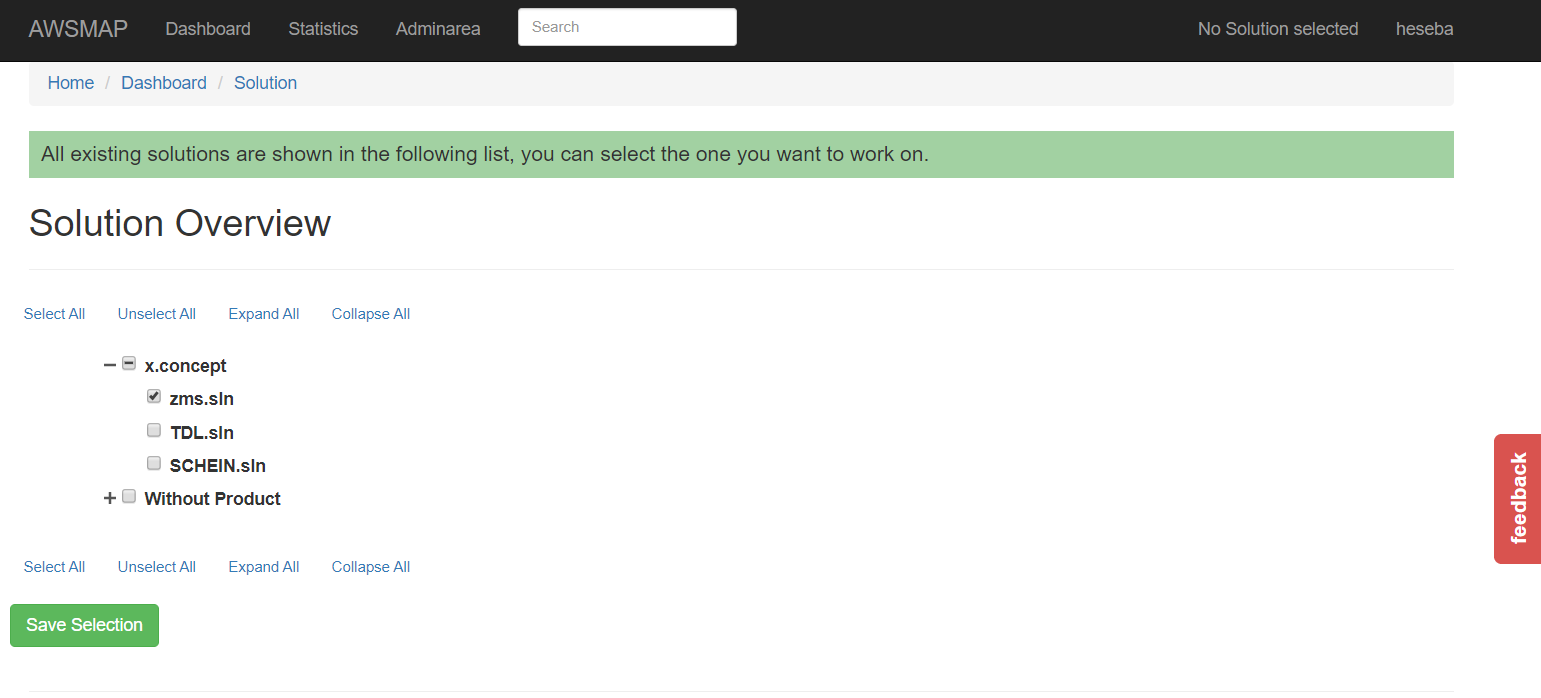 AWSMAP Dashboard Statistics Adminarea Search No Solution selected heseba
Home / Dashboard / Solution
All existing solutions are shown in the following list, you can select the one you want to work on.
Solution Overview
Select All Unselect All Expand All Collapse All
x.concept
zms.sln
TDL.sln
SCHEIN.sln
Without Product
feedback
Select All Unselect All Expand All Collapse All
Save Selection